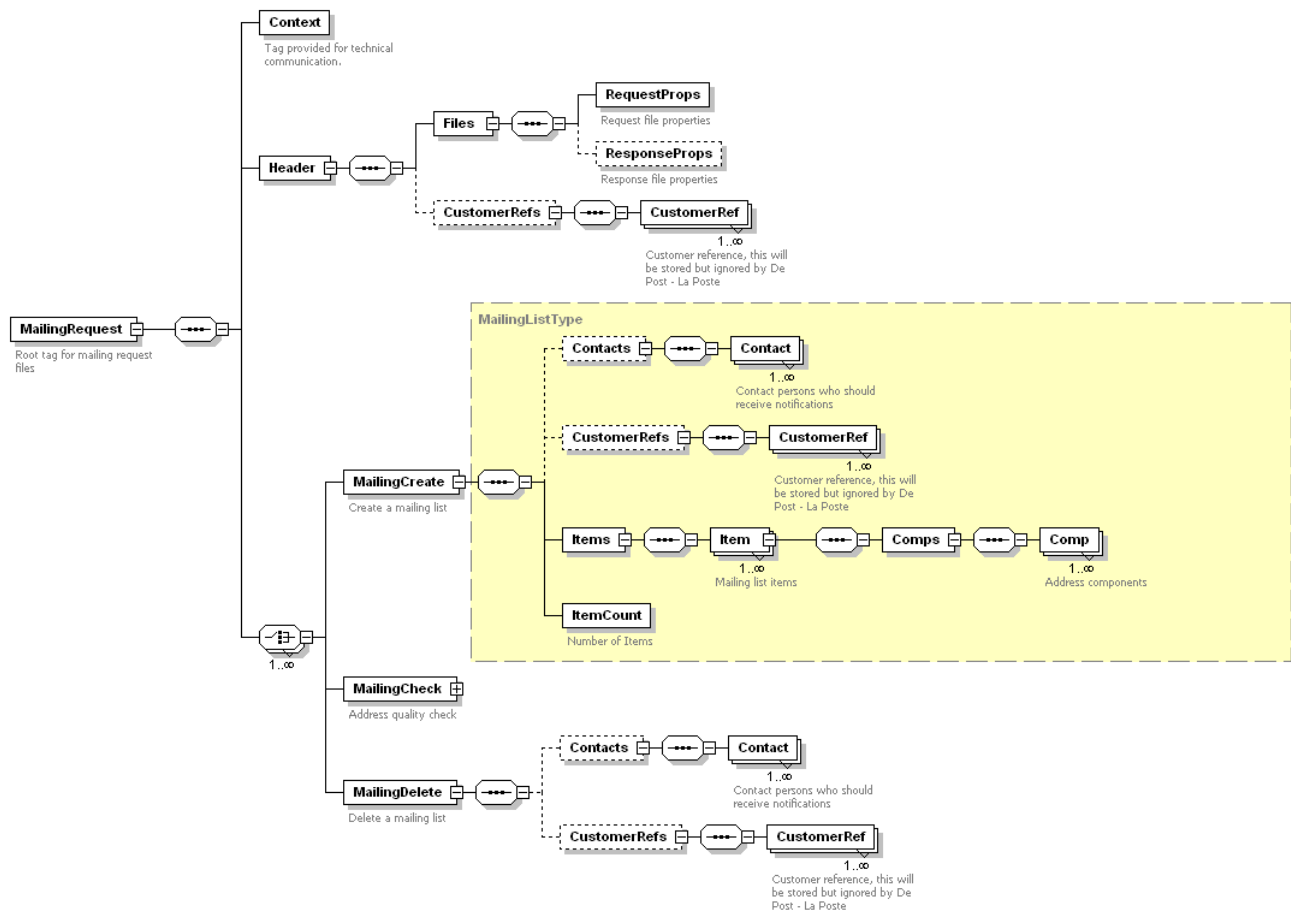 Context
Tag provided for technical
communication.
RequestProps
Request file properties
Files
ResponseProps
Response file properties
Header
CustomerRefs
CustomerRef
1..∞
Customer reference, this will
be stored but ignored by De
Post - La Poste
MailingRequest
Root tag for mailing request
files
MailingListType
Contacts
Contact
1..∞
Contact persons who should
receive notifications
CustomerRefs
CustomerRef
1..∞
Customer reference, this will
be stored but ignored by De
Post - La Poste
MailingCreate
Create a mailing list
Items
Item
1..∞
Mailing list items
Comps
Comp
1..∞
Address components
ItemCount
Number of Items
1..∞
MailingCheck
Address quality check
Contacts
Contact
1..∞
Contact persons who should
receive notifications
MailingDelete
Delete a mailing list
CustomerRefs
CustomerRef
1..∞
Customer reference, this will
be stored but ignored by De
Post - La Poste